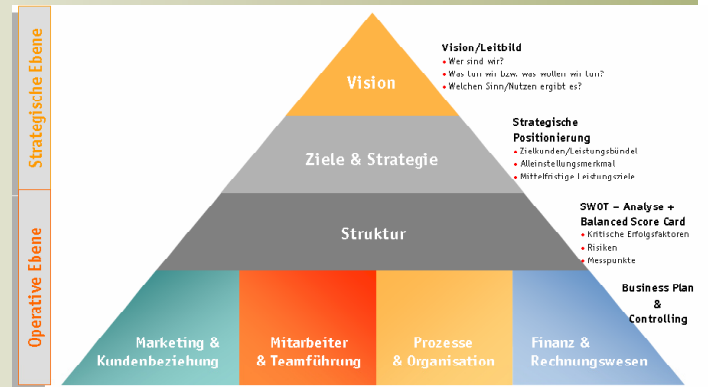 Strategische Ebene
Operative Ebene
Vision
Ziele & Strategie
Struktur
Marketing &
Kundenbeziehung
Mitarbeiter
& Teamführung
Prozesse
& Organisation
Finanz &
Rechnungswesen
Vision/Leitbild
• Wer sind wir?
• Was tun wir bzw. was wollen wir tun?
• Welchen Sinn/Nutzen ergibt es?
Strategische
Positionierung
• Zielkunden/Leistungsbündel
• Alleinstellungsmerkmal
• Mittelfristige Leistungsziele
SWOT – Analyse +
Balanced Score Card
• Kritische Erfolgsfaktoren
• Risiken
• Messpunkte
Business Plan
&
Controlling